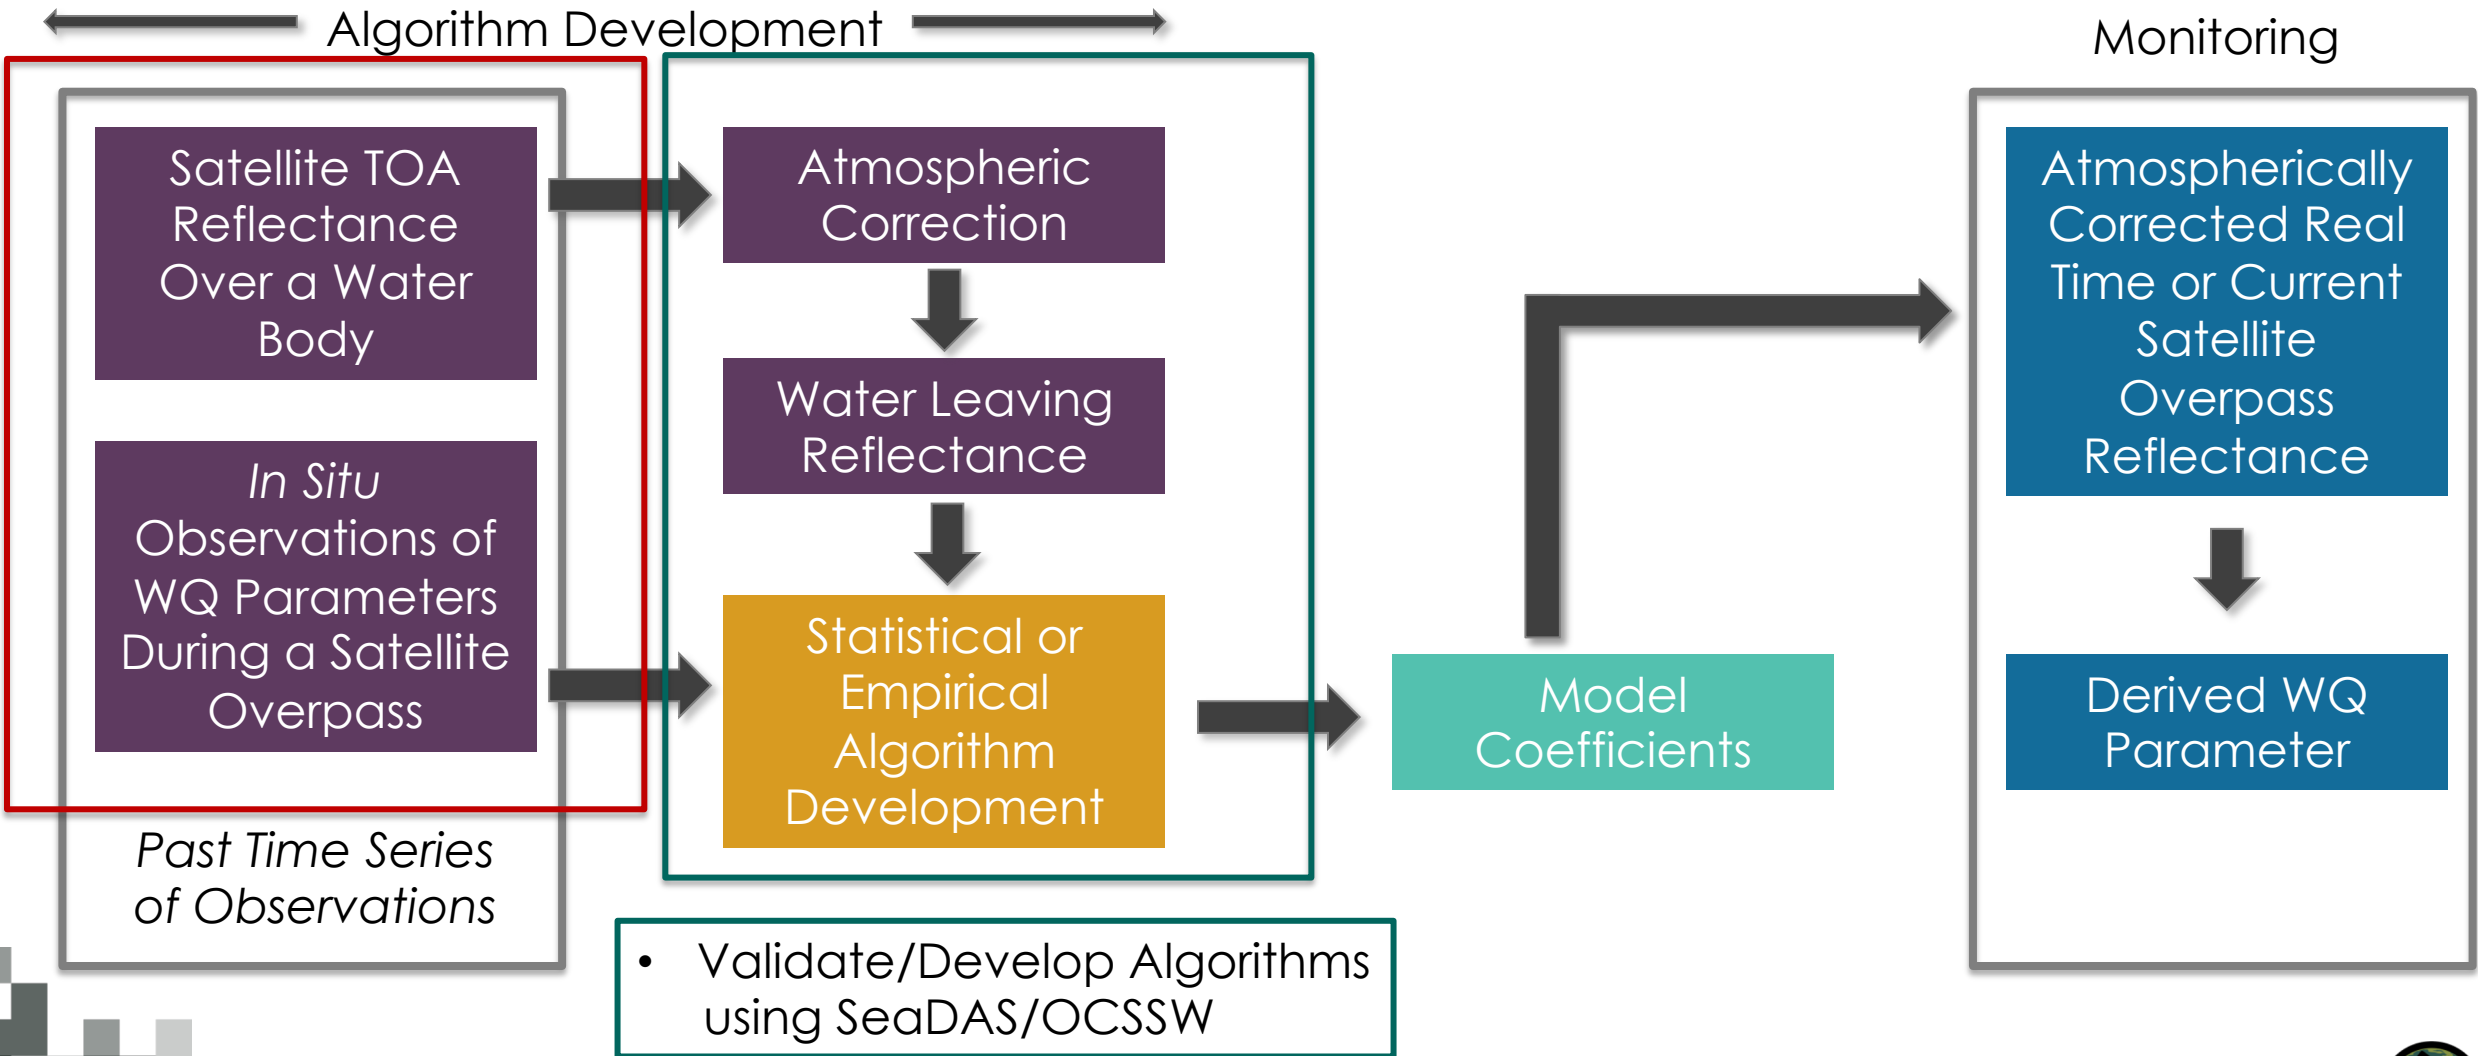 Algorithm Development
Monitoring
Satellite TOA
Reflectance
Over a Water
Body
In Situ
Observations of
WQ Parameters
During a Satellite
Overpass
Past Time Series
of Observations
Atmospheric
Correction
Water Leaving
Reflectance
Statistical or
Empirical
Algorithm
Development
• Validate/Develop Algorithms
using SeaDAS/OCSSW
Model
Coefficients
Atmospherically
Corrected Real
Time or Current
Satellite
Overpass
Reflectance
Derived WQ
Parameter